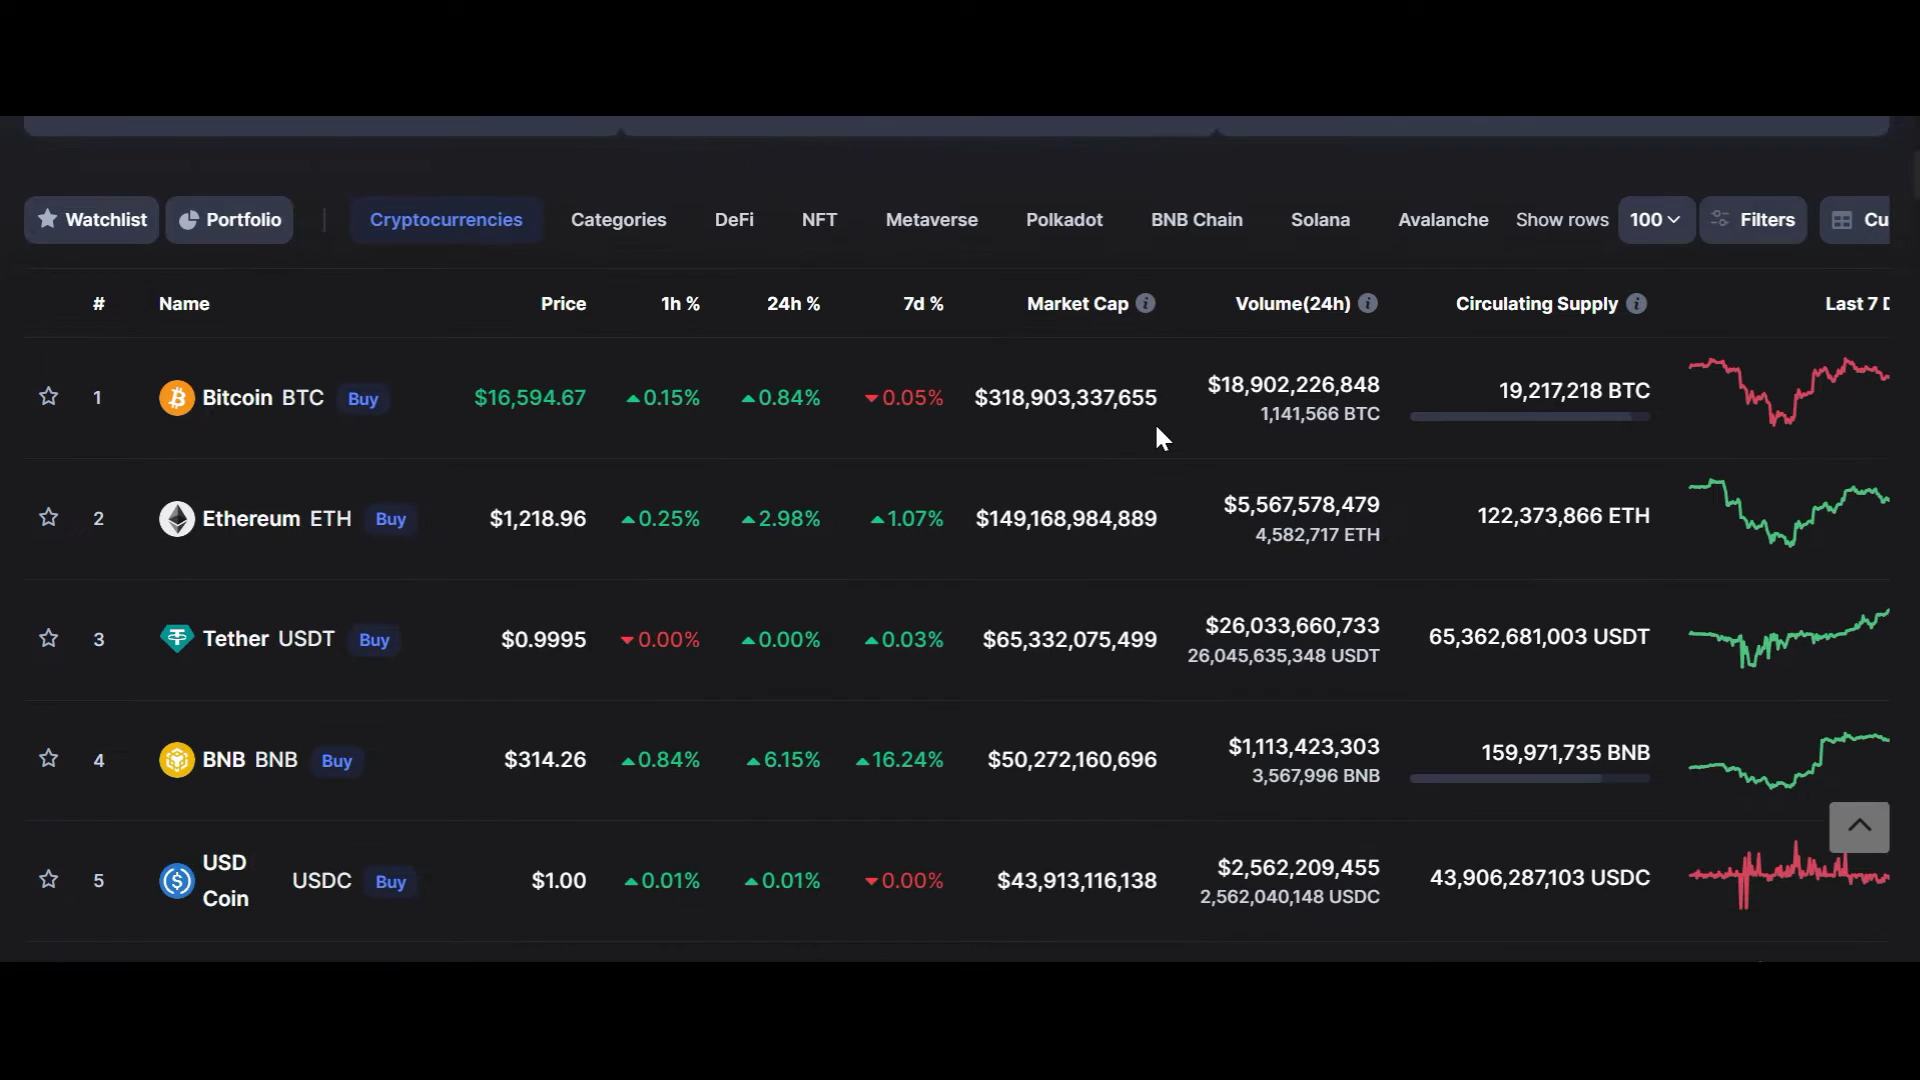 Watchlist Portfolio Cryptocurrencies Categories DeFi NFT Metaverse Polkadot BNB Chain Solana Avalanche Show rows 100 Filters Cu
# Name Price 1h % 24h % 7d % Market Cap Volume(24h) Circulating Supply Last 7 D
1 Bitcoin BTC Buy $16,594.67 0.15% 0.84% 0.05% $318,903,337,655 $18,902,226,848 19,217,218 BTC
1,141,566 BTC
2 Ethereum ETH Buy $1,218.96 0.25% 2.98% 1.07% $149,168,984,889 $5,567,578,479 122,373,866 ETH
4,582,717 ETH
3 Tether USDT Buy $0.9995 0.00% 0.00% 0.03% $65,332,075,499 $26,033,660,733 65,362,681,003 USDT
26,045,635,348 USDT
4 BNB BNB Buy $314.26 0.84% 6.15% 16.24% $50,272,160,696 $1,113,423,303 159,971,735 BNB
3,567,996 BNB
5 USD Coin USDC Buy $1.00 0.01% 0.01% 0.00% $43,913,116,138 $2,562,209,455 43,906,287,103 USDC
2,562,040,148 USDC